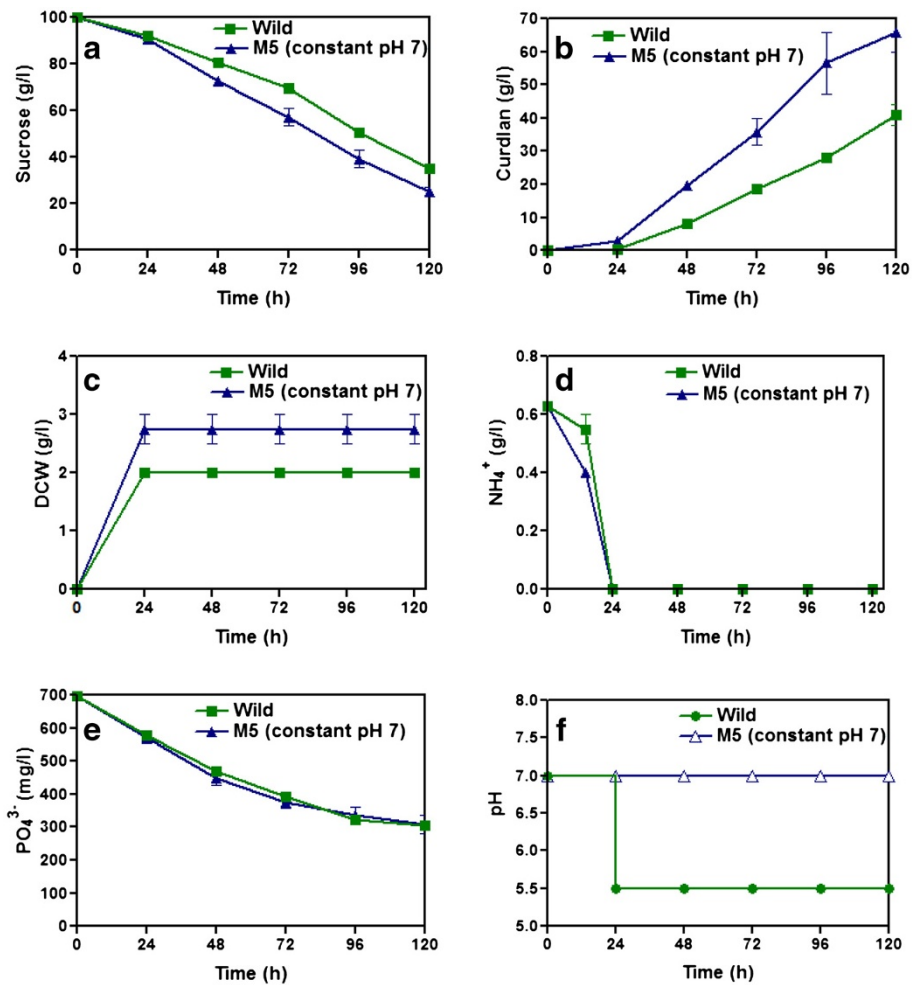 a
Wild
M5 (constant pH 7)
Sucrose (g/l)
100
80
60
40
20
0
0 24 48 72 96 120
Time (h)
b
Wild
M5 (constant pH 7)
Curdlan (g/l)
70
60
50
40
30
20
10
0
0 24 48 72 96 120
Time (h)
c
Wild
M5 (constant pH 7)
DCW (g/l)
4
3
2
1
0
0 24 48 72 96 120
Time (h)
d
Wild
M5 (constant pH 7)
NH₄⁺ (g/l)
0.8
0.6
0.4
0.2
0.0
0 24 48 72 96 120
Time (h)
e
Wild
M5 (constant pH 7)
PO₄³⁻ (mg/l)
700
600
500
400
300
200
100
0
0 24 48 72 96 120
Time (h)
f
Wild
M5 (constant pH 7)
pH
8.0
7.5
7.0
6.5
6.0
5.5
5.0
0 24 48 72 96 120
Time (h)